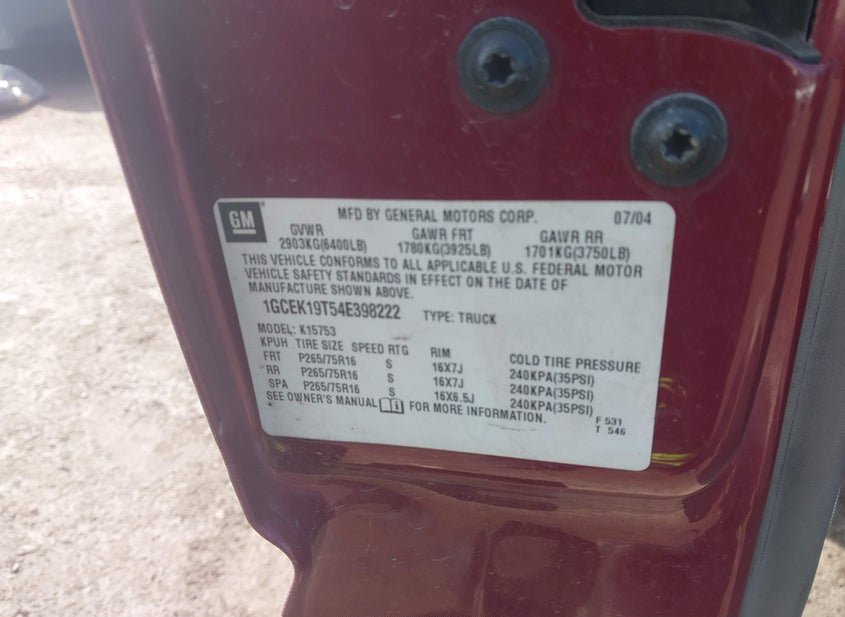 GM
MFD BY GENERAL MOTORS CORP. 07/04
GVWR GAWR FRT GAWR RR
2903KG(6400LB) 1780KG(3925LB) 1701KG(3750LB)
THIS VEHICLE CONFORMS TO ALL APPLICABLE U.S. FEDERAL MOTOR
VEHICLE SAFETY STANDARDS IN EFFECT ON THE DATE OF
MANUFACTURE SHOWN ABOVE.
1GCEK19T54E398222 TYPE: TRUCK
MODEL: K15753
KPUH TIRE SIZE SPEED RTG RIM COLD TIRE PRESSURE
FRT P265/75R16 S 16X7J 240KPA(35PSI)
RR P265/75R16 S 16X7J 240KPA(35PSI)
SPA P265/75R16 S 16X6.5J 240KPA(35PSI)
SEE OWNER'S MANUAL FOR MORE INFORMATION.
F 531
T 546